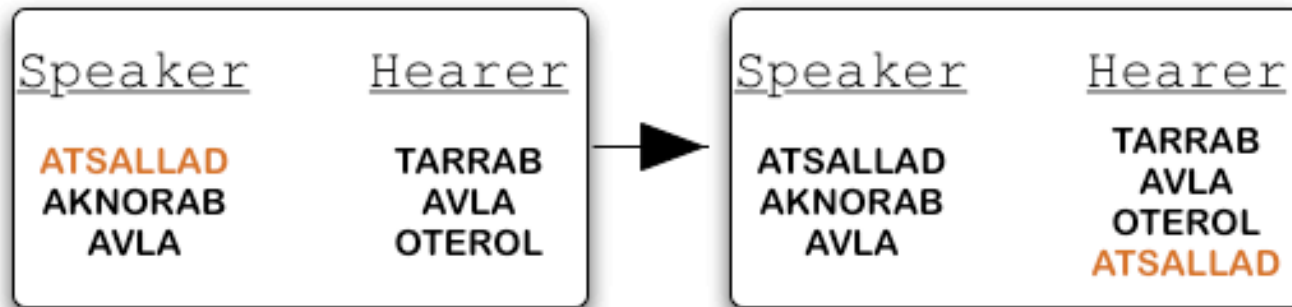 Speaker Hearer
ATSALLAD TARRAB
AKNORAB AVLA
AVLA OTEROL
Speaker Hearer
ATSALLAD TARRAB
AKNORAB AVLA
AVLA OTEROL
ATSALLAD